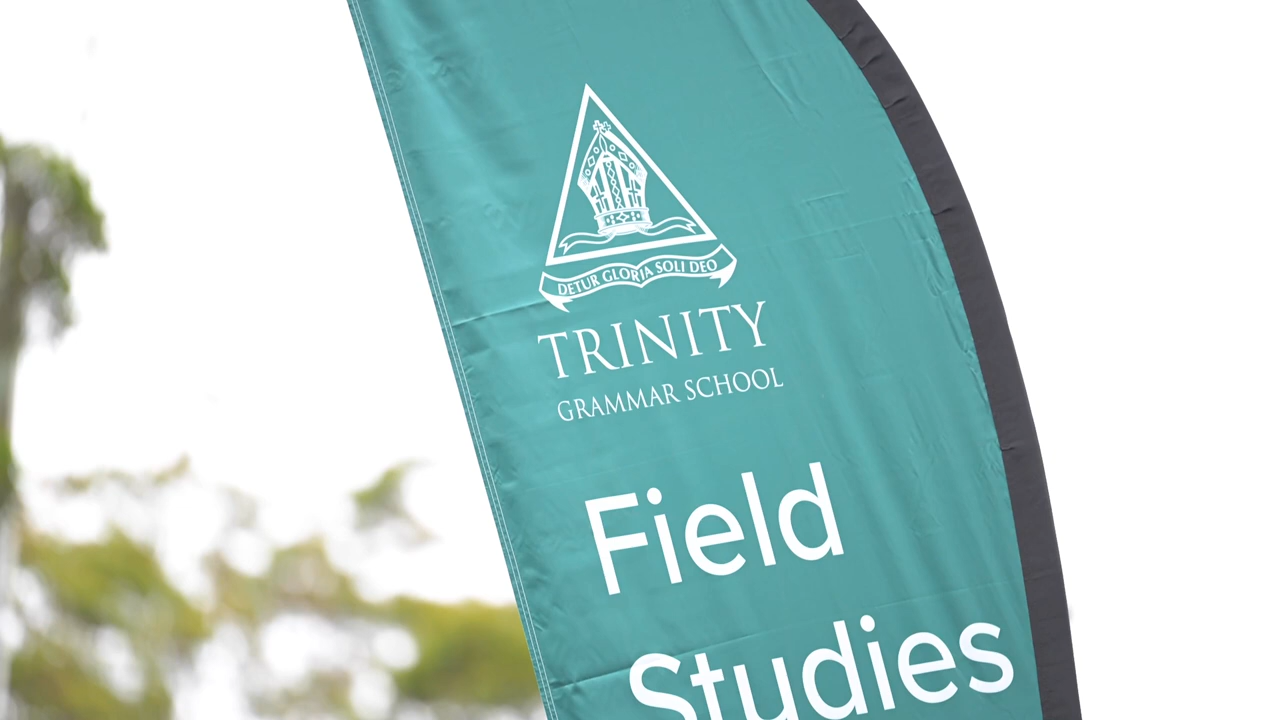 DETUR GLORIA SOLI DEO
TRINITY
GRAMMAR SCHOOL
Field
Studies